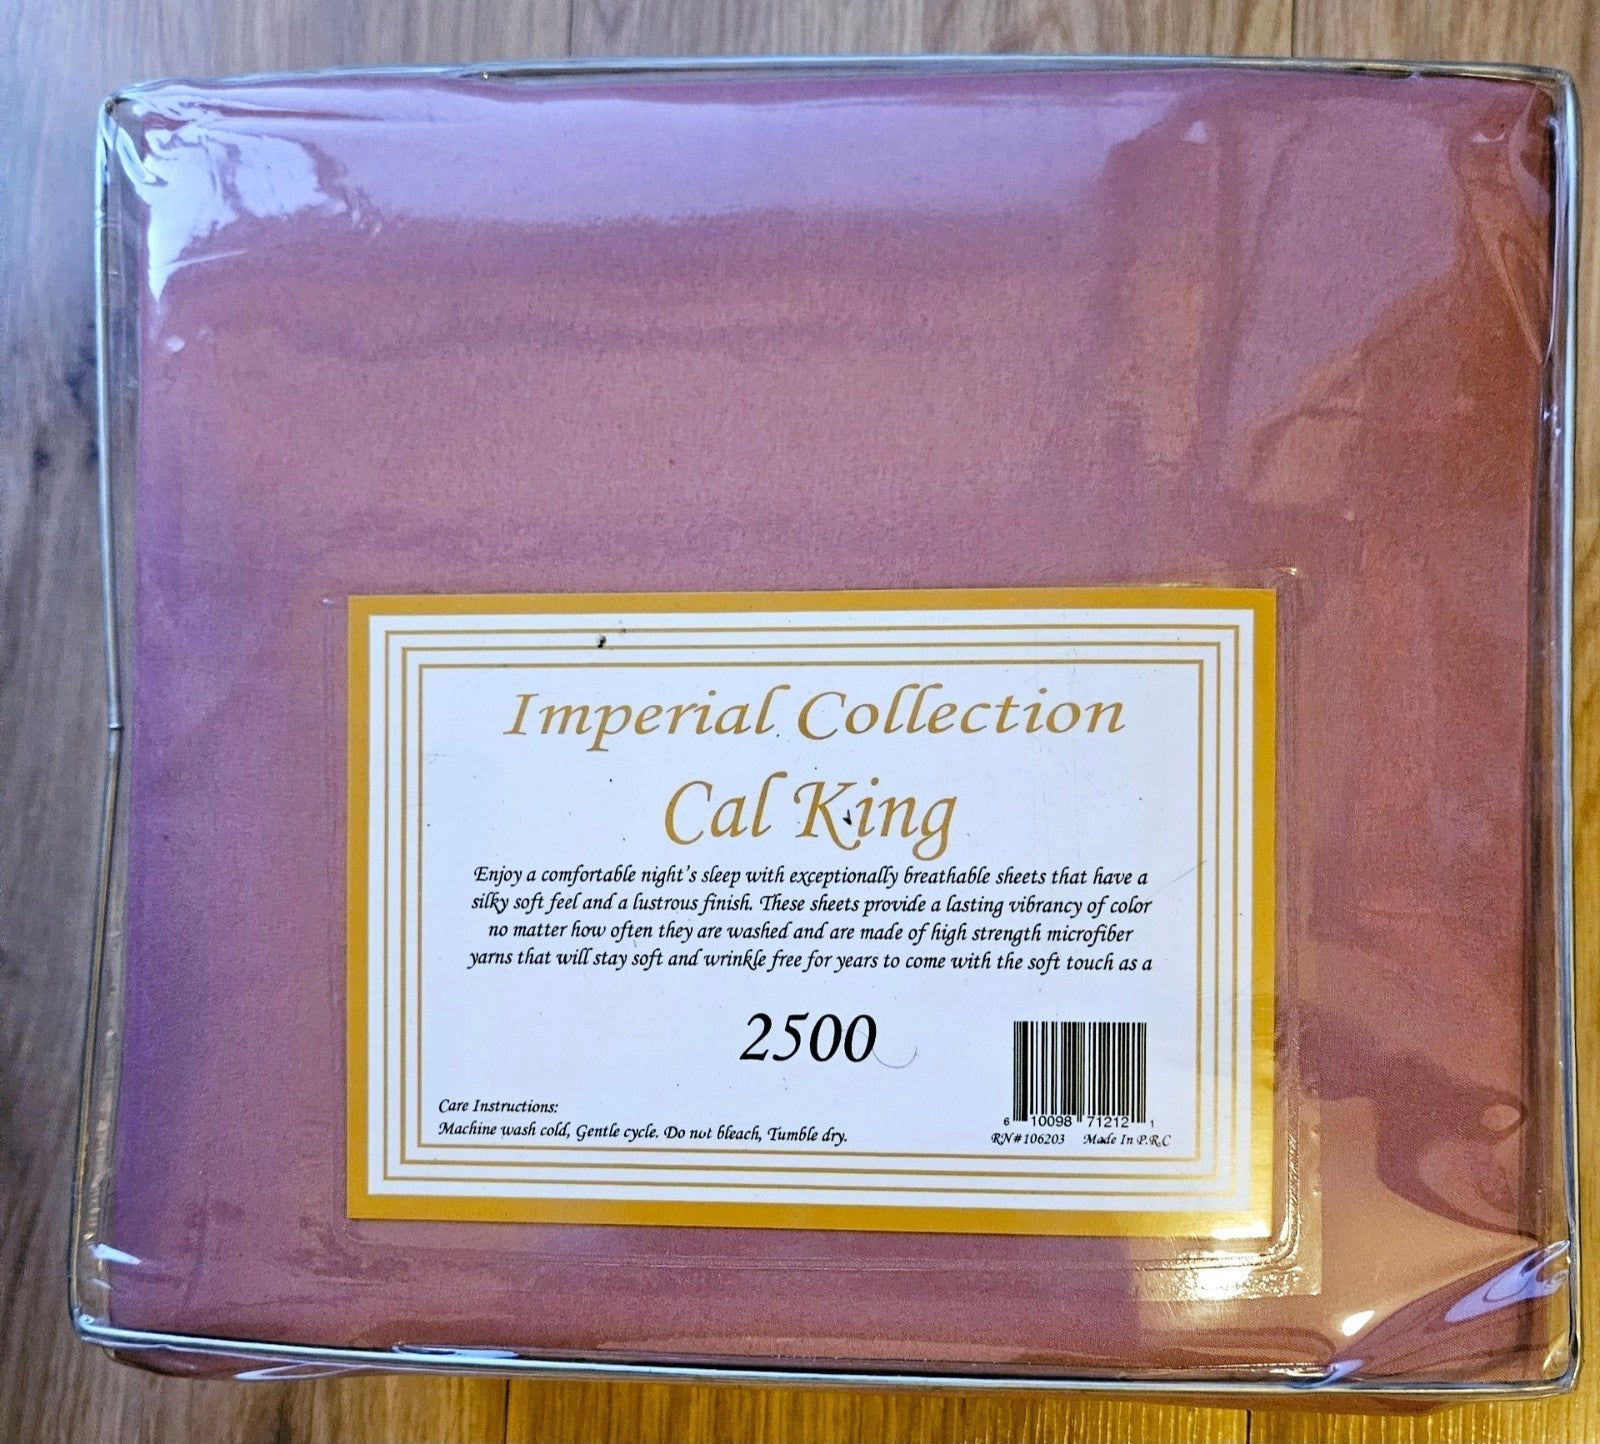 Imperial Collection
Cal King
Enjoy a comfortable night's sleep with exceptionally breathable sheets that have a
silky soft feel and a lustrous finish. These sheets provide a lasting vibrancy of color
no matter how often they are washed and are made of high strength microfiber
yarns that will stay soft and wrinkle free for years to come with the soft touch as a
2500
Care Instructions:
Machine wash cold, Gentle cycle. Do not bleach, Tumble dry.
6 10098 71212 1
RN#106203 Made In P.R.C